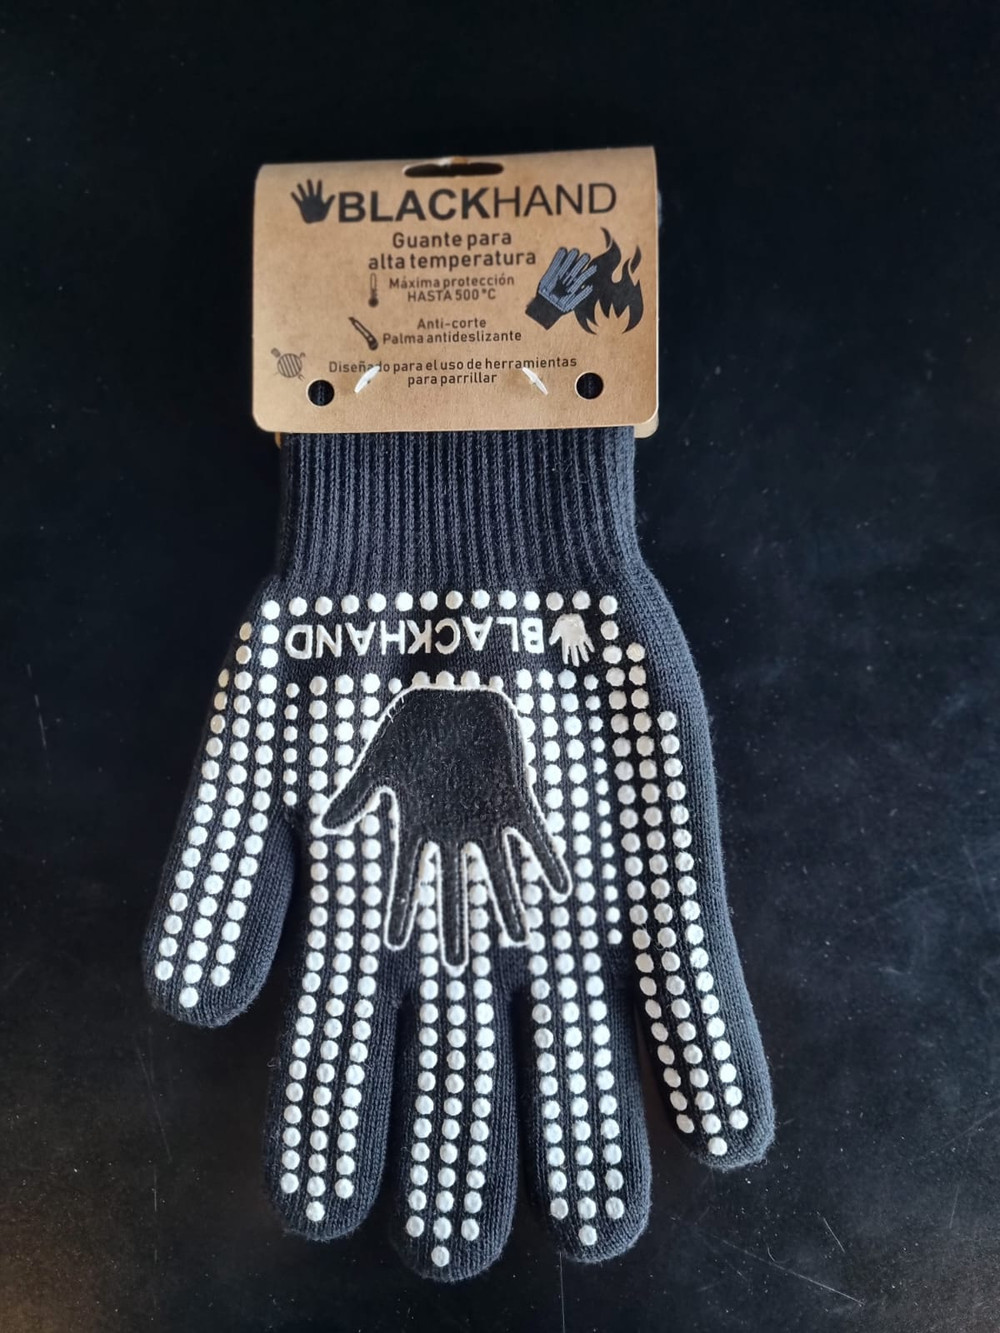 BLACKHAND
Guante para
alta temperatura
Máxima protección
HASTA 500 °C
Anti-corte
Palma antideslizante
Diseñado para el uso de herramientas
para parrillar
BLACKHAND